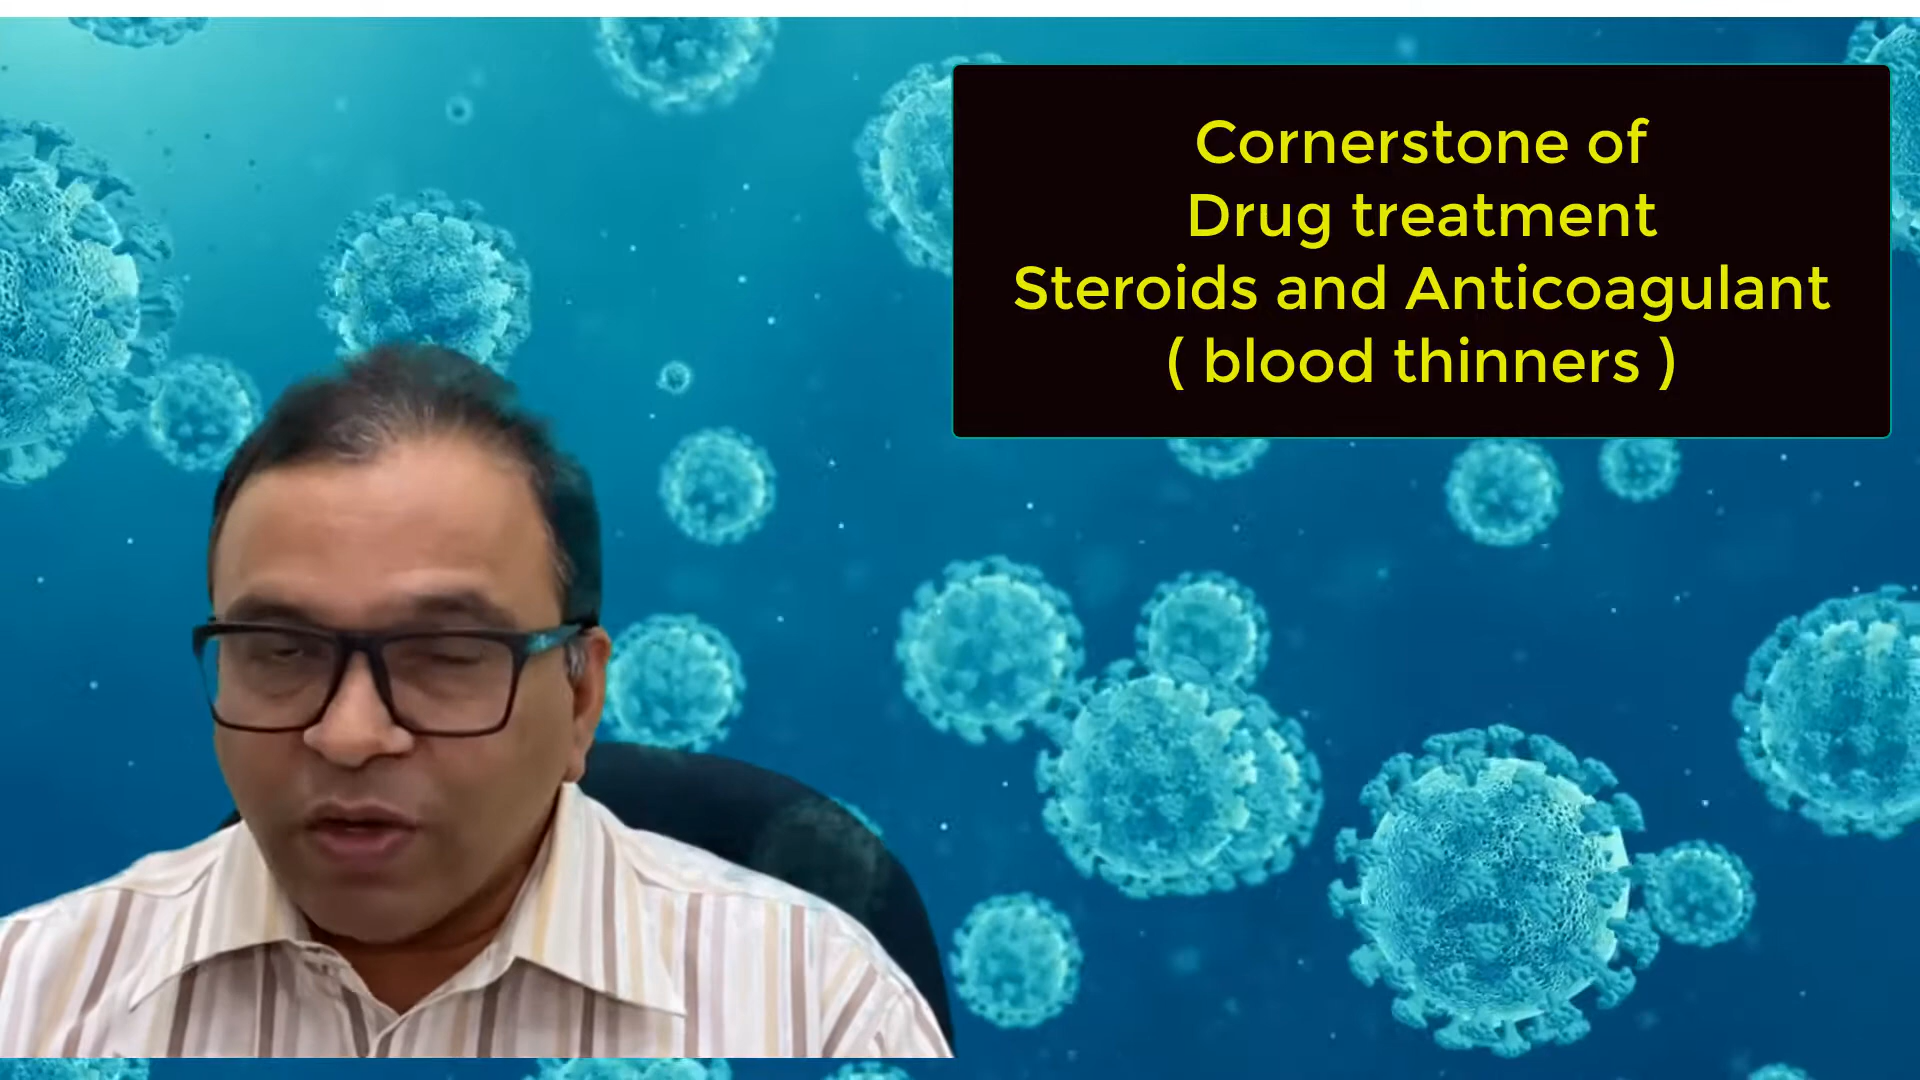 Cornerstone of
Drug treatment
Steroids and Anticoagulant
( blood thinners )